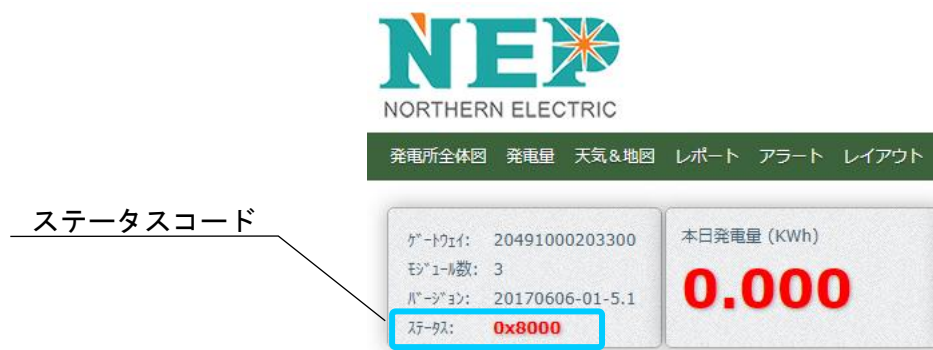 NEP
NORTHERN ELECTRIC
発電所全体図 発電量 天気&地図 レポート アラート レイアウト
ステータスコード
ｹﾞｰﾄｳｪｲ: 20491000203300
ﾓｼﾞｭｰﾙ数: 3
ﾊﾞｰｼﾞｮﾝ: 20170606-01-5.1
ｽﾃｰﾀｽ: 0x8000
本日発電量 (KWh)
0.000